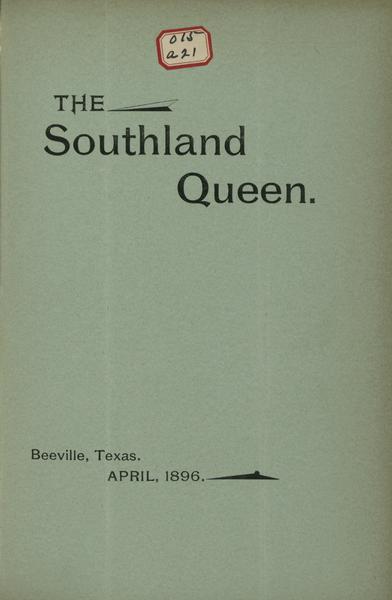 015
a21
THE
Southland
Queen.
Beeville, Texas.
APRIL, 1896.